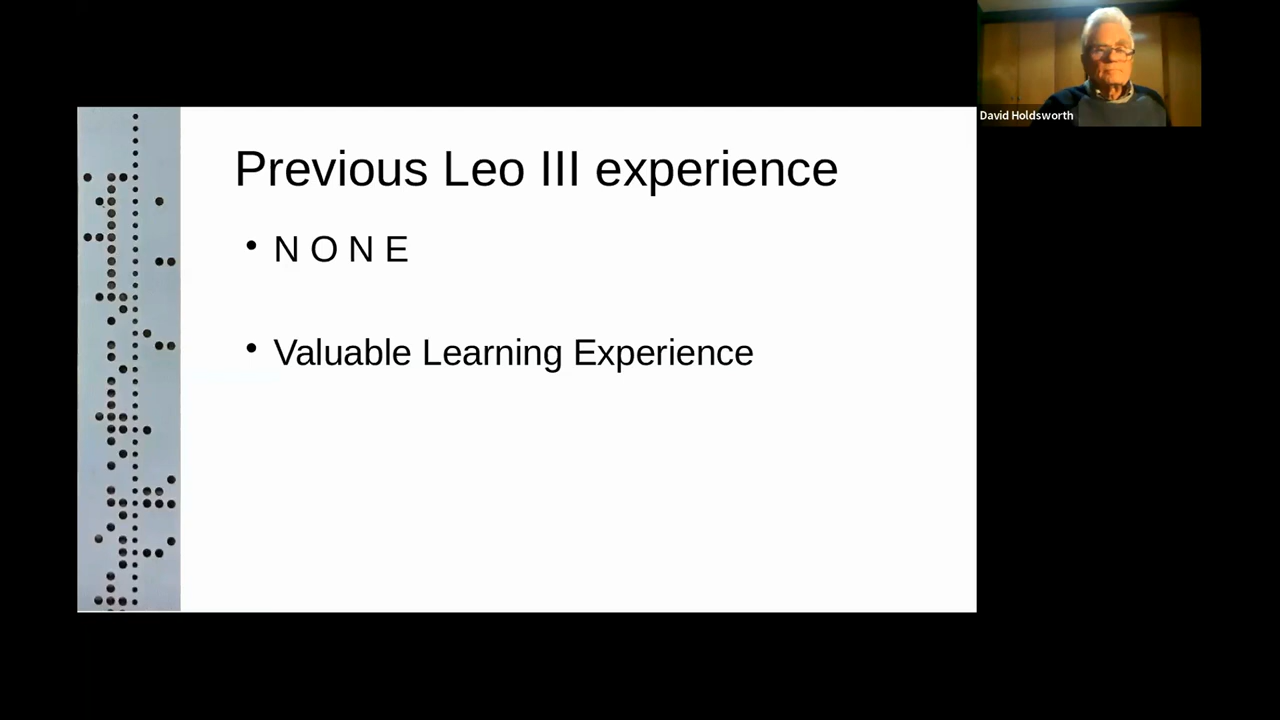 David Holdsworth
Previous Leo III experience
• N O N E
• Valuable Learning Experience